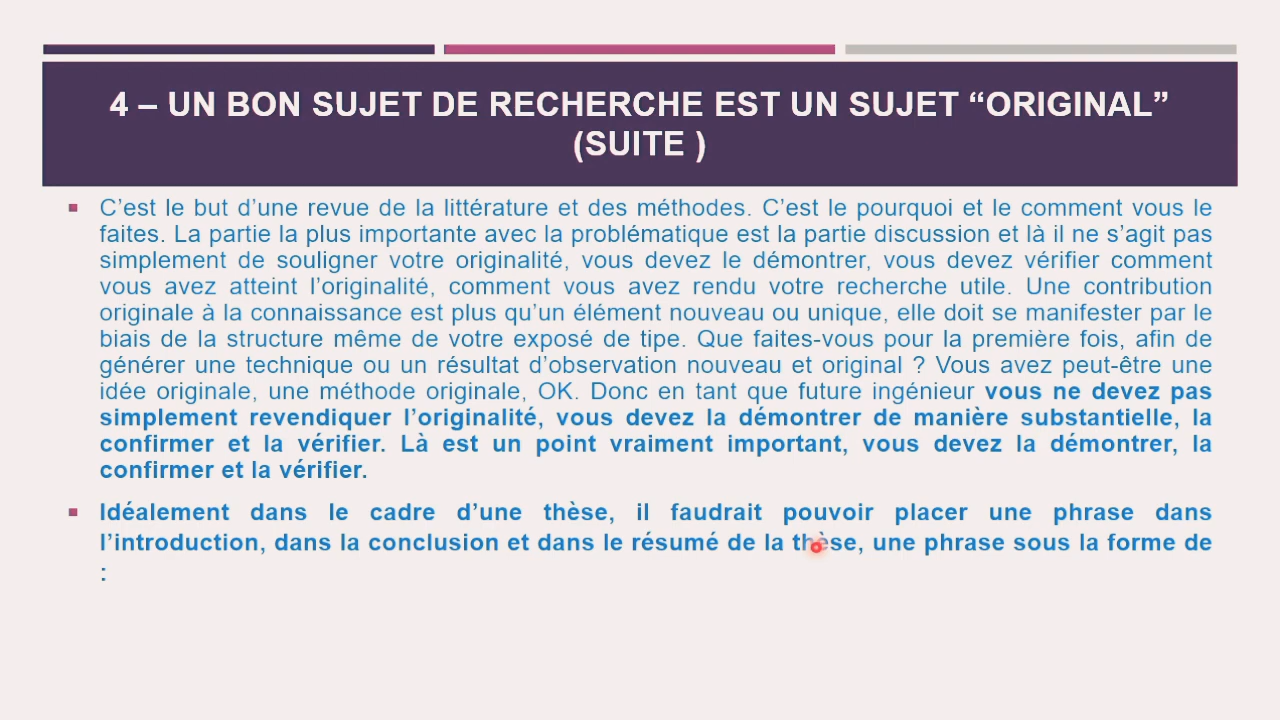 4 – UN BON SUJET DE RECHERCHE EST UN SUJET “ORIGINAL”
(SUITE )
C’est le but d’une revue de la littérature et des méthodes. C’est le pourquoi et le comment vous le
faites. La partie la plus importante avec la problématique est la partie discussion et là il ne s’agit pas
simplement de souligner votre originalité, vous devez le démontrer, vous devez vérifier comment
vous avez atteint l’originalité, comment vous avez rendu votre recherche utile. Une contribution
originale à la connaissance est plus qu’un élément nouveau ou unique, elle doit se manifester par le
biais de la structure même de votre exposé de tipe. Que faites-vous pour la première fois, afin de
générer une technique ou un résultat d’observation nouveau et original ? Vous avez peut-être une
idée originale, une méthode originale, OK. Donc en tant que future ingénieur vous ne devez pas
simplement revendiquer l’originalité, vous devez la démontrer de manière substantielle, la
confirmer et la vérifier. Là est un point vraiment important, vous devez la démontrer, la
confirmer et la vérifier.
Idéalement dans le cadre d’une thèse, il faudrait pouvoir placer une phrase dans
l’introduction, dans la conclusion et dans le résumé de la thèse, une phrase sous la forme de
: